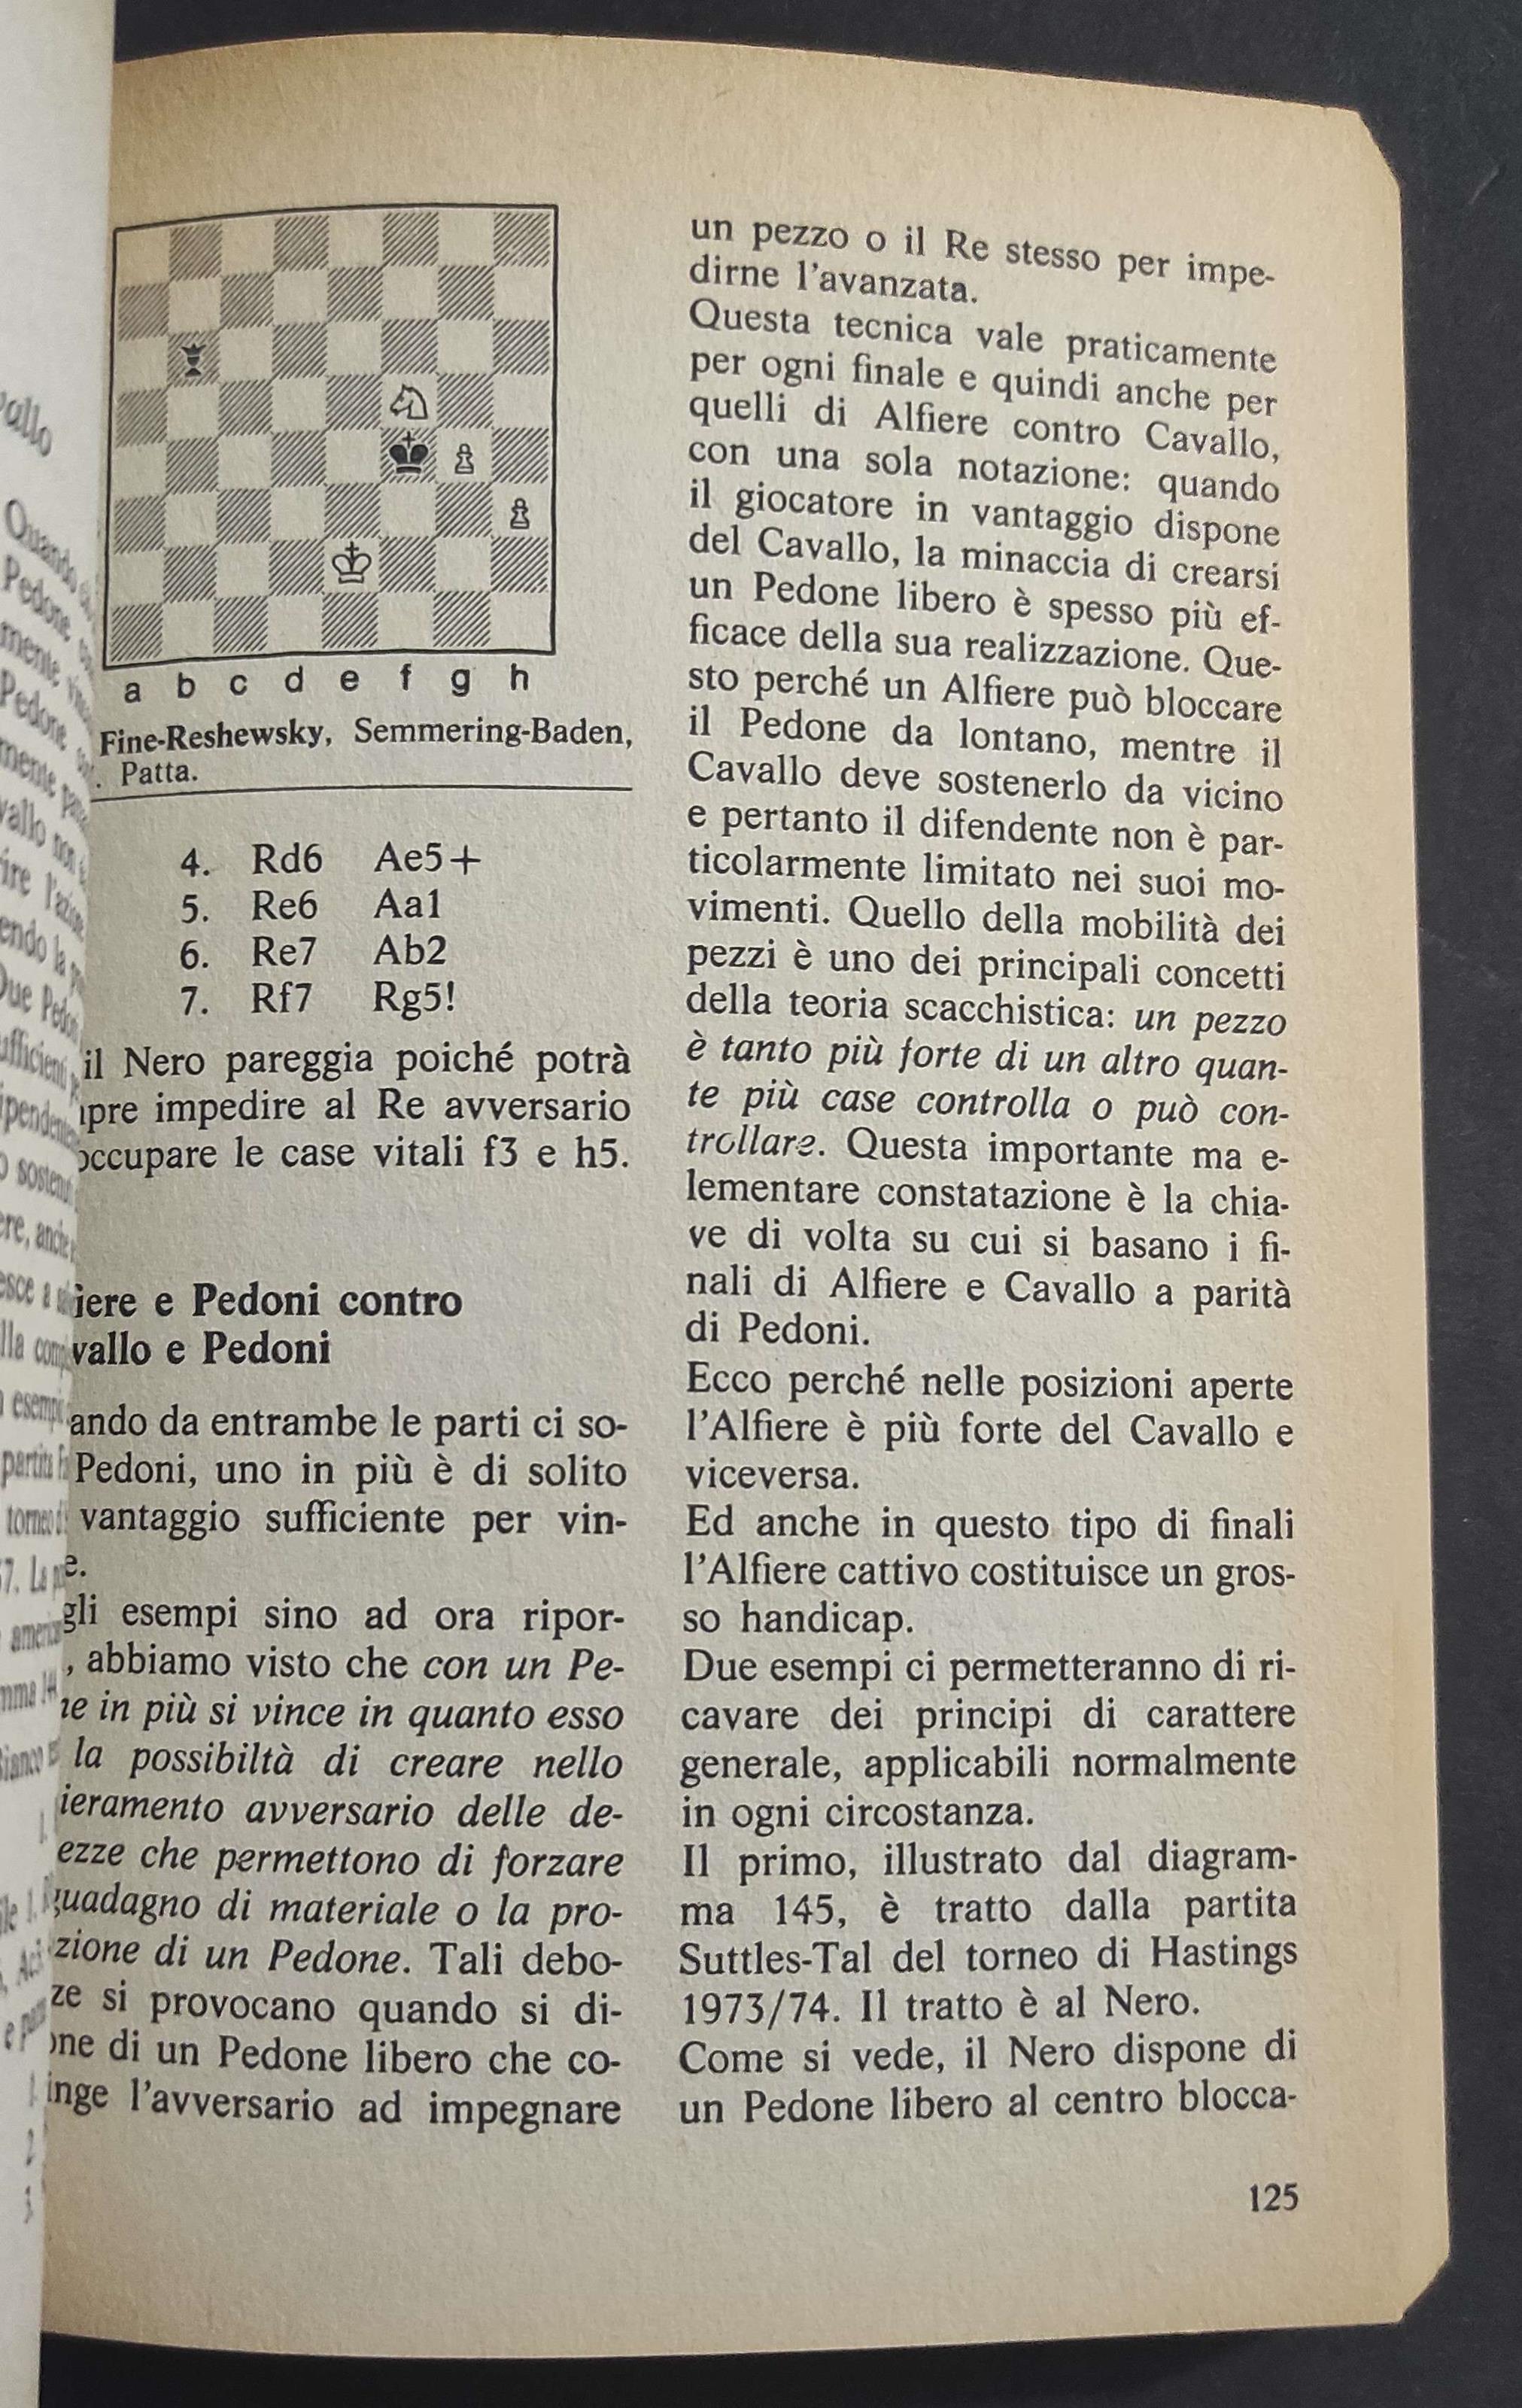 a b c d e f g h
Fine-Reshewsky, Semmering-Baden,
. Patta.
4. Rd6 Ae5+
5. Re6 Aa1
6. Re7 Ab2
7. Rf7 Rg5!
il Nero pareggia poiché potrà
impedire al Re avversario
occupare le case vitali f3 e h5.
iere e Pedoni contro
vallo e Pedoni
ando da entrambe le parti ci so-
Pedoni, uno in più è di solito
vantaggio sufficiente per vin-
e.
gli esempi sino ad ora ripor-
, abbiamo visto che con un Pe-
ne in più si vince in quanto esso
la possibiltà di creare nello
ieramento avversario delle de-
ezze che permettono di forzare
guadagno di materiale o la pro-
zione di un Pedone. Tali debo-
ze si provocano quando si di-
one di un Pedone libero che co-
inge l'avversario ad impegnare
un pezzo o il Re stesso per impe-
dirne l'avanzata.
Questa tecnica vale praticamente
per ogni finale e quindi anche per
quelli di Alfiere contro Cavallo,
con una sola notazione: quando
il giocatore in vantaggio dispone
del Cavallo, la minaccia di crearsi
un Pedone libero è spesso più ef-
ficace della sua realizzazione. Que-
sto perché un Alfiere può bloccare
il Pedone da lontano, mentre il
Cavallo deve sostenerlo da vicino
e pertanto il difendente non è par-
ticolarmente limitato nei suoi mo-
vimenti. Quello della mobilità dei
pezzi è uno dei principali concetti
della teoria scacchistica: un pezzo
è tanto più forte di un altro quan-
te più case controlla o può con-
trollare. Questa importante ma e-
lementare constatazione è la chia-
ve di volta su cui si basano i fi-
nali di Alfiere e Cavallo a parità
di Pedoni.
Ecco perché nelle posizioni aperte
l'Alfiere è più forte del Cavallo e
viceversa.
Ed anche in questo tipo di finali
l'Alfiere cattivo costituisce un gros-
so handicap.
Due esempi ci permetteranno di ri-
cavare dei principi di carattere
generale, applicabili normalmente
in ogni circostanza.
Il primo, illustrato dal diagram-
ma 145, è tratto dalla partita
Suttles-Tal del torneo di Hastings
1973/74. Il tratto è al Nero.
Come si vede, il Nero dispone di
un Pedone libero al centro blocca-
125